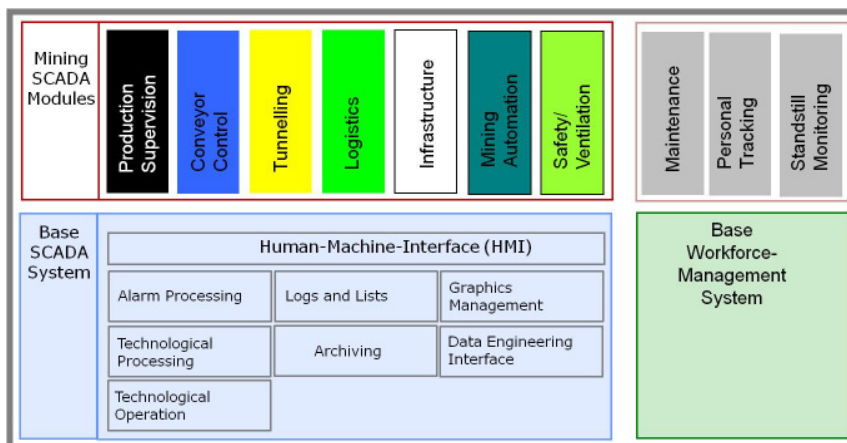 Mining
SCADA
Modules
Production
Supervision
Conveyor
Control
Tunnelling
Logistics
Infrastructure
Mining
Automation
Safety/
Ventilation
Maintenance
Personal
Tracking
Standstill
Monitoring
Base
SCADA
System
Human-Machine-Interface (HMI)
Alarm Processing
Logs and Lists
Graphics
Management
Technological
Processing
Archiving
Data Engineering
Interface
Technological
Operation
Base
Workforce-
Management
System